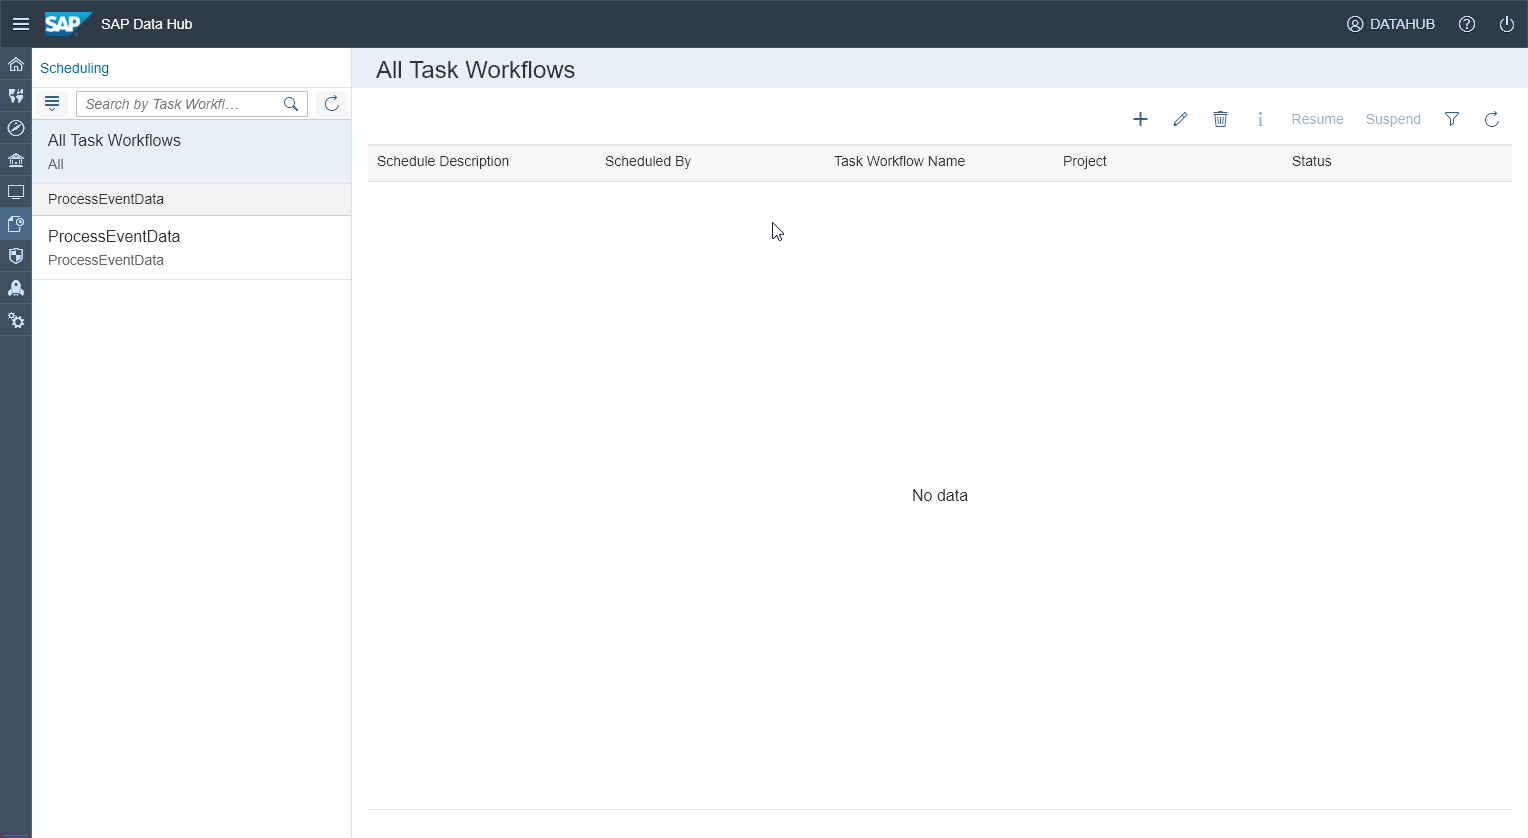 SAP SAP Data Hub
DATAHUB
Scheduling
Search by Task Workfl...
All Task Workflows
All
ProcessEventData
ProcessEventData
ProcessEventData
All Task Workflows
Resume Suspend
Schedule Description Scheduled By Task Workflow Name Project Status
No data